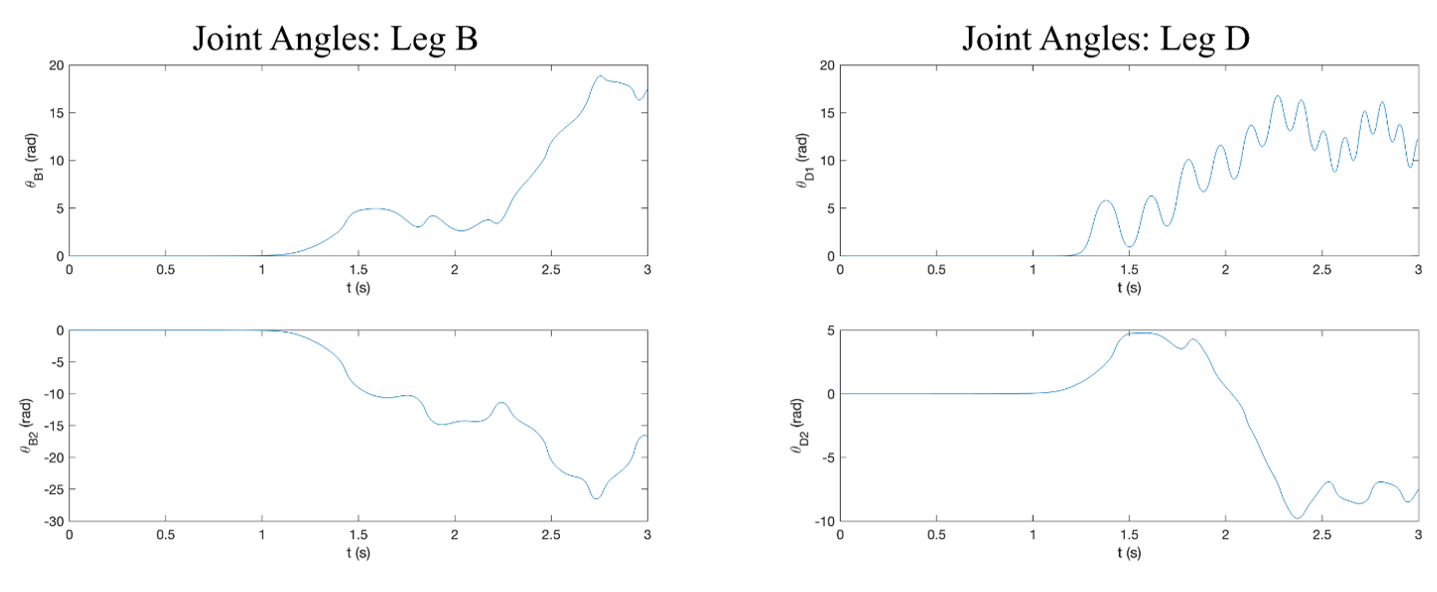 Joint Angles: Leg B
20
15
10
5
0
θB1 (rad)
0 0.5 1 1.5 2 2.5 3
t (s)
0
-5
-10
-15
-20
-25
-30
θB2 (rad)
0 0.5 1 1.5 2 2.5 3
t (s)
Joint Angles: Leg D
20
15
10
5
0
θD1 (rad)
0 0.5 1 1.5 2 2.5 3
t (s)
5
0
-5
-10
θD2 (rad)
0 0.5 1 1.5 2 2.5 3
t (s)